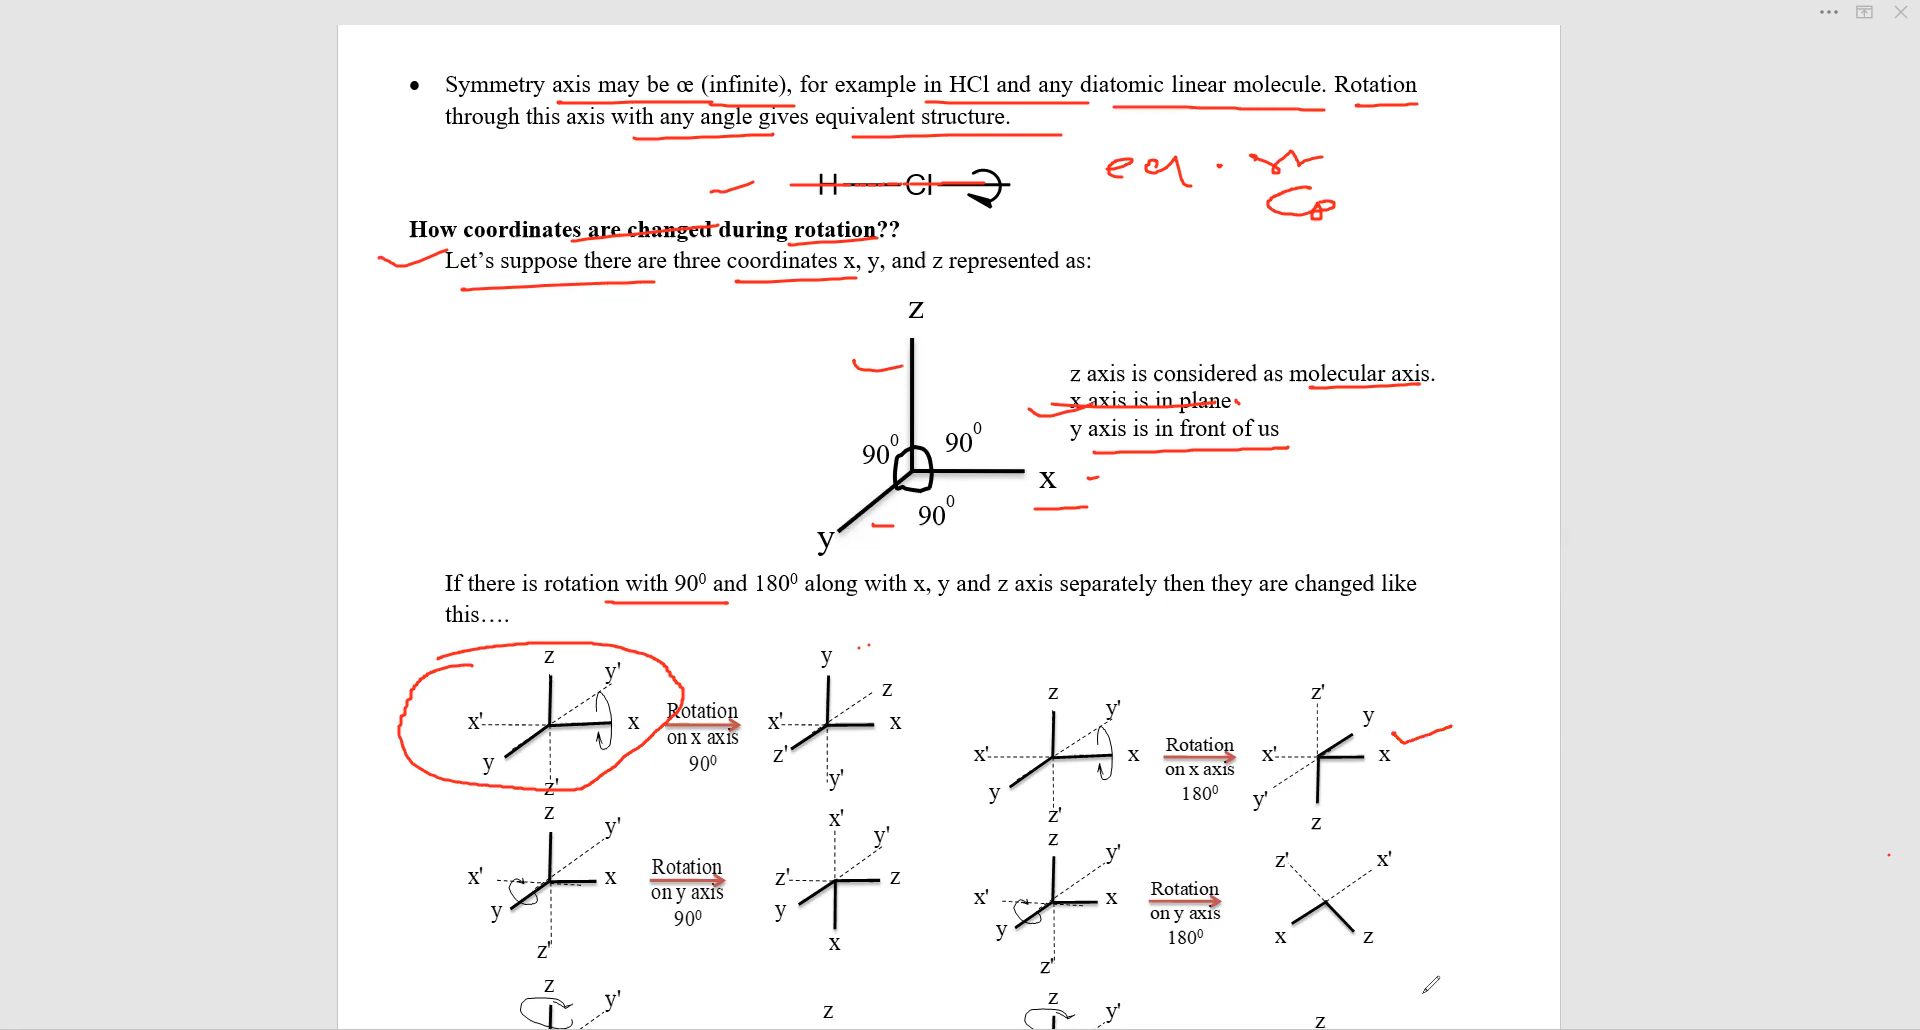 • Symmetry axis may be œ (infinite), for example in HCl and any diatomic linear molecule. Rotation
through this axis with any angle gives equivalent structure.
eq.
H Cl
How coordinates are changed during rotation??
Let's suppose there are three coordinates x, y, and z represented as:
z
z axis is considered as molecular axis.
x axis is in plane
y axis is in front of us
90⁰ 90⁰
x
90⁰
y
If there is rotation with 90⁰ and 180⁰ along with x, y and z axis separately then they are changed like
this….
z y' x' x y z'
Rotation
on x axis
90⁰
y z x' x z' y'
z y' x' x y z'
Rotation
on x axis
180⁰
z' y x' x y' z
z y' x' x y z'
Rotation
on y axis
90⁰
x' y' z' z y x
z y' x' x y z'
Rotation
on y axis
180⁰
z' x' x z
z y'
z
z y'
z